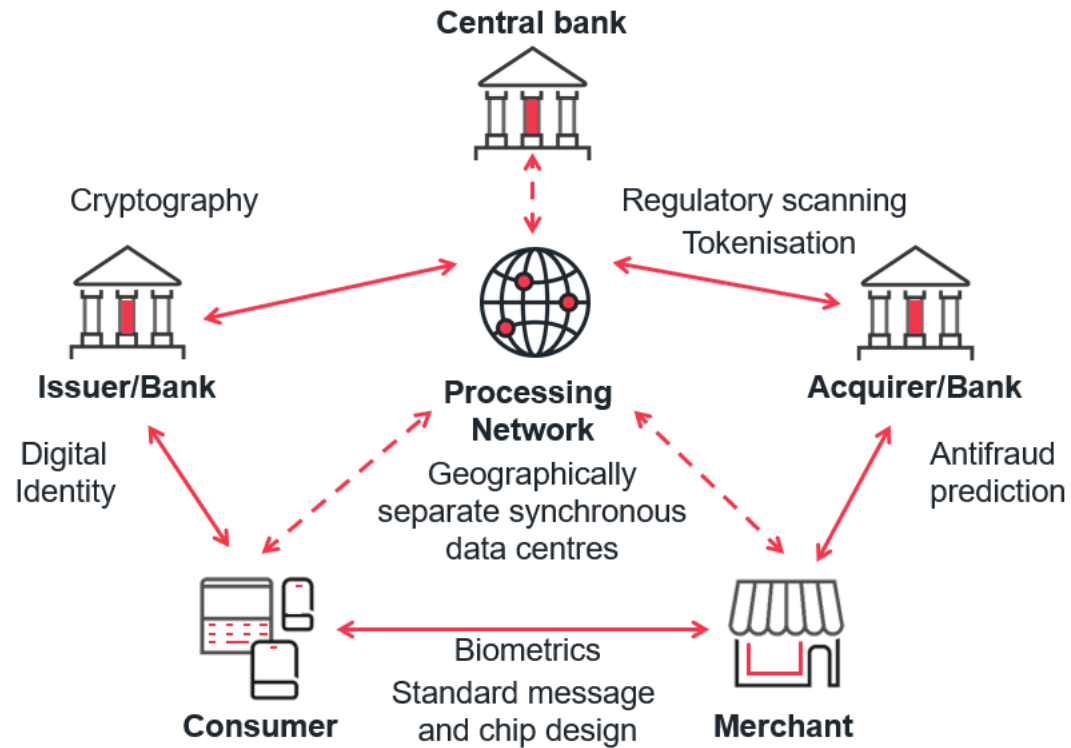 Central bank
Cryptography
Regulatory scanning
Tokenisation
Issuer/Bank
Processing
Network
Acquirer/Bank
Digital
Identity
Geographically
separate synchronous
data centres
Antifraud
prediction
Biometrics
Standard message
and chip design
Consumer
Merchant